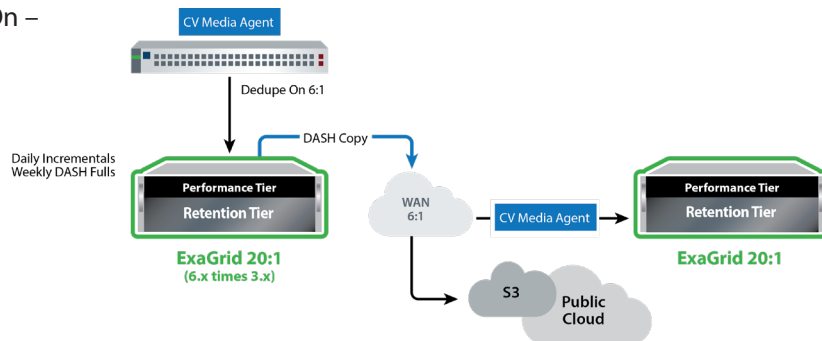 On –
CV Media Agent
Dedupe On 6:1
DASH Copy
Daily Incrementals
Weekly DASH Fulls
Performance Tier
Retention Tier
ExaGrid 20:1
(6.x times 3.x)
WAN
6:1
CV Media Agent
Performance Tier
Retention Tier
ExaGrid 20:1
S3
Public
Cloud